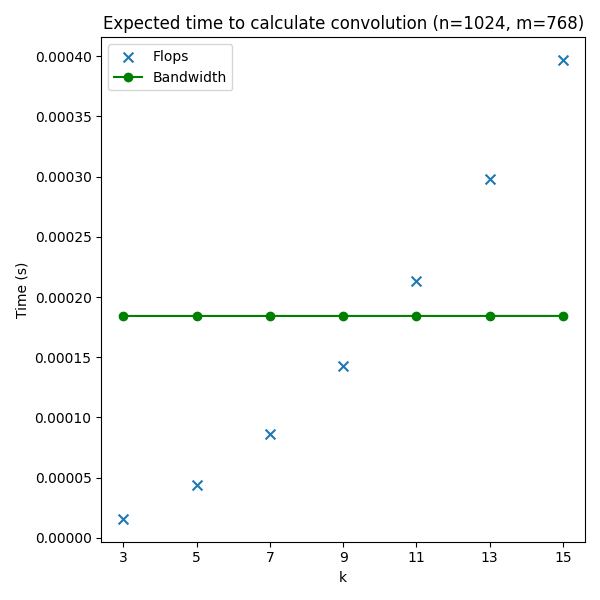 Expected time to calculate convolution (n=1024, m=768)
Flops
Bandwidth
0.00040
0.00035
0.00030
0.00025
0.00020
0.00015
0.00010
0.00005
0.00000
Time (s)
3 5 7 9 11 13 15
k